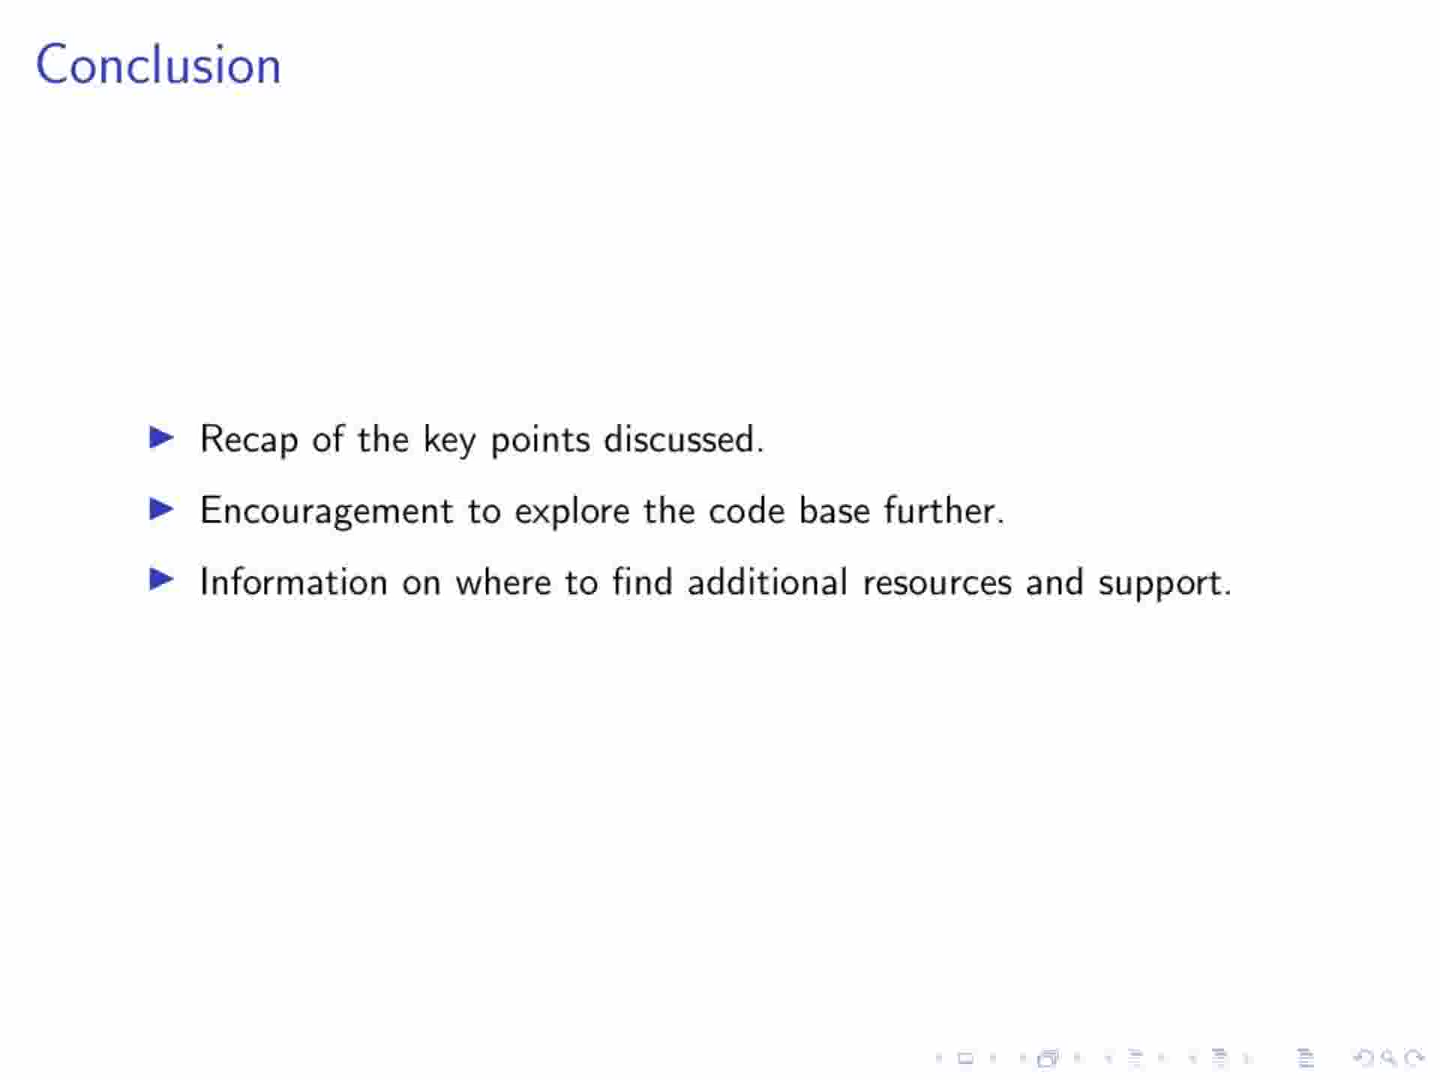 Conclusion
Recap of the key points discussed.
Encouragement to explore the code base further.
Information on where to find additional resources and support.